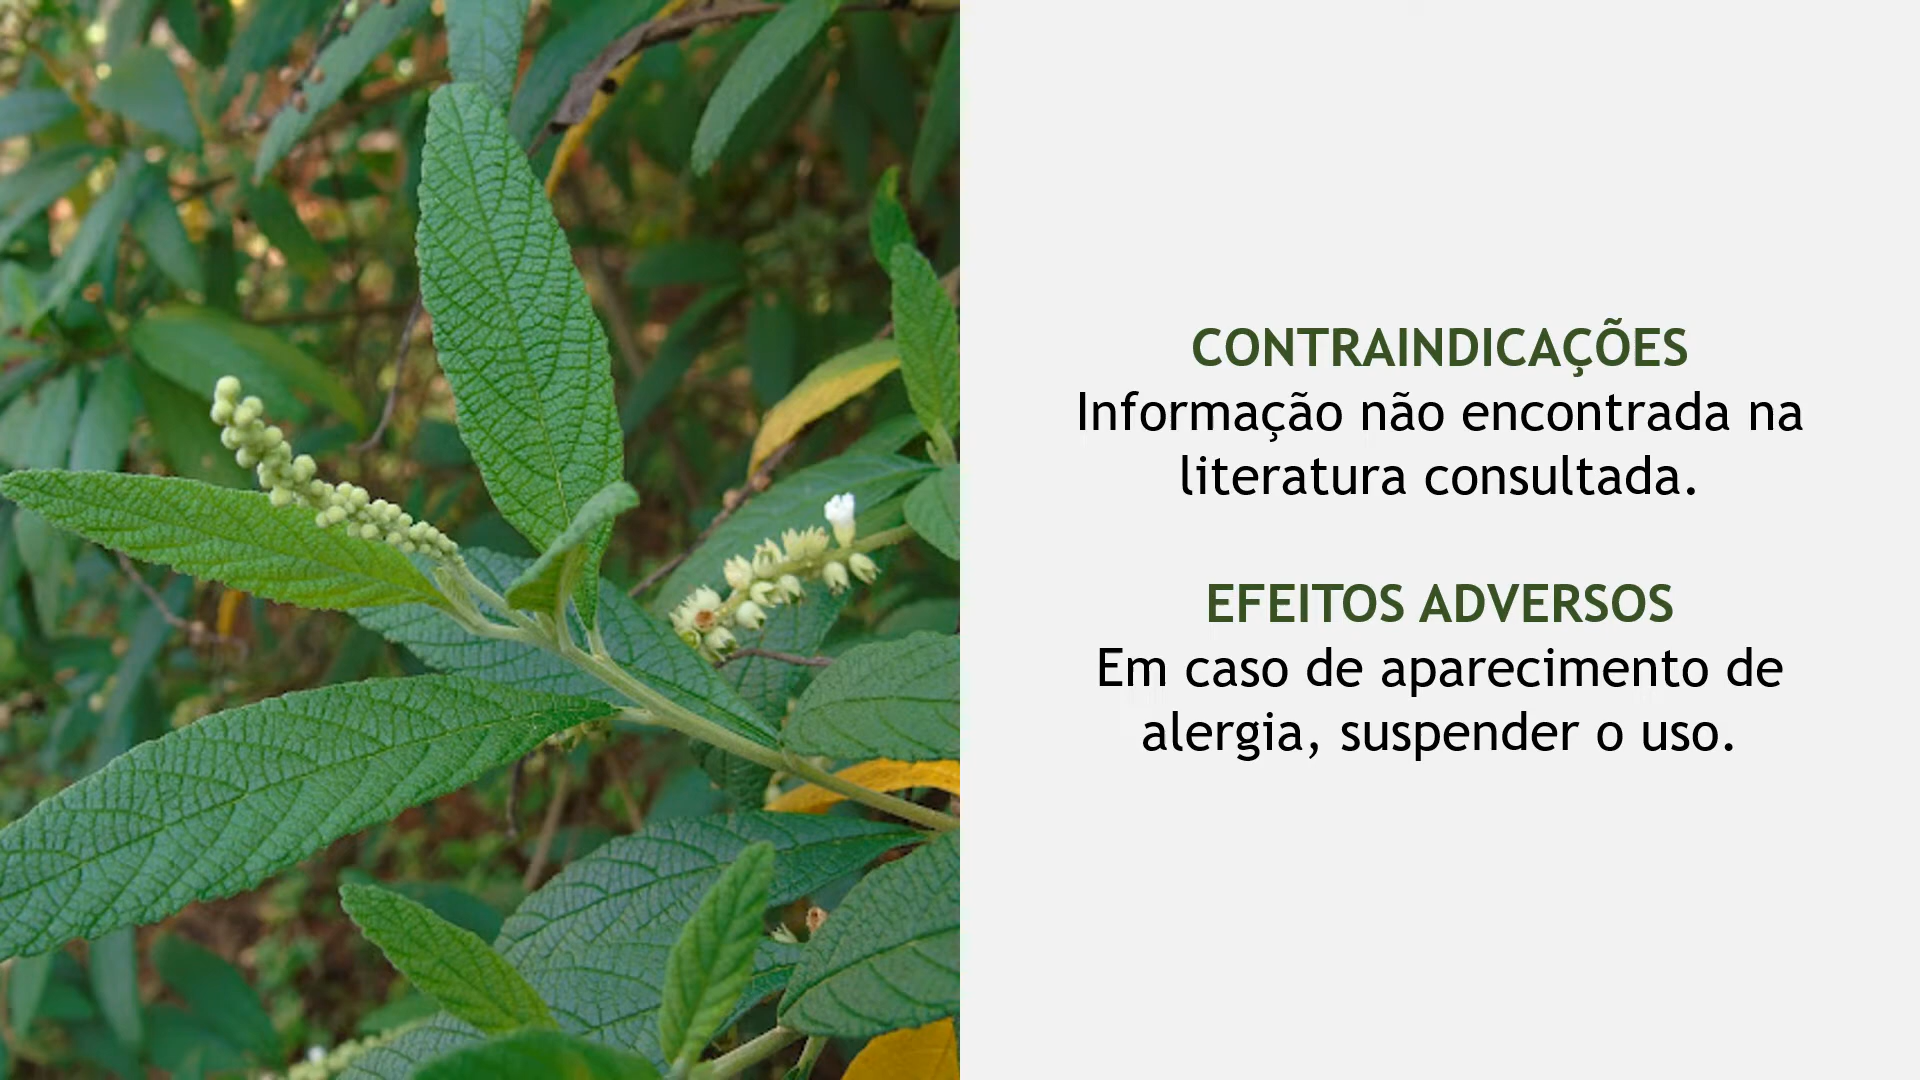 CONTRAINDICAÇÕES
Informação não encontrada na
literatura consultada.
EFEITOS ADVERSOS
Em caso de aparecimento de
alergia, suspender o uso.